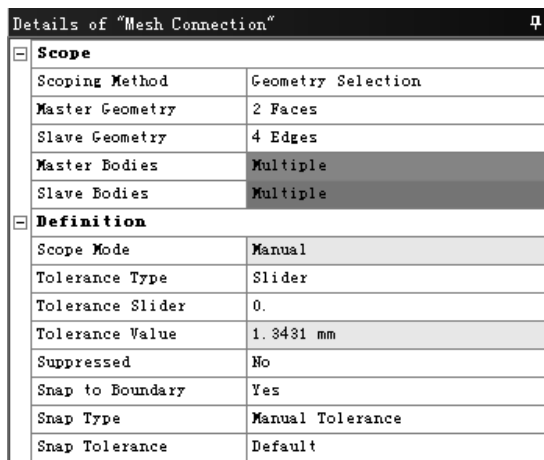 Details of "Mesh Connection"
Scope
Scoping Method Geometry Selection
Master Geometry 2 Faces
Slave Geometry 4 Edges
Master Bodies Multiple
Slave Bodies Multiple
Definition
Scope Mode Manual
Tolerance Type Slider
Tolerance Slider 0.
Tolerance Value 1.3431 mm
Suppressed No
Snap to Boundary Yes
Snap Type Manual Tolerance
Snap Tolerance Default